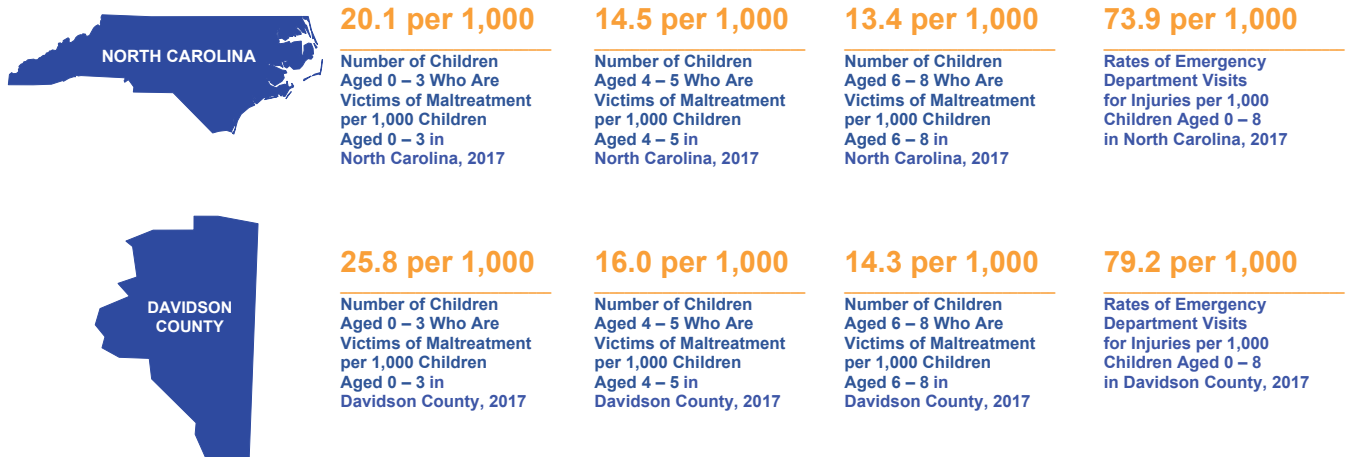 NORTH CAROLINA
20.1 per 1,000
Number of Children
Aged 0 – 3 Who Are
Victims of Maltreatment
per 1,000 Children
Aged 0 – 3 in
North Carolina, 2017
14.5 per 1,000
Number of Children
Aged 4 – 5 Who Are
Victims of Maltreatment
per 1,000 Children
Aged 4 – 5 in
North Carolina, 2017
13.4 per 1,000
Number of Children
Aged 6 – 8 Who Are
Victims of Maltreatment
per 1,000 Children
Aged 6 – 8 in
North Carolina, 2017
73.9 per 1,000
Rates of Emergency
Department Visits
for Injuries per 1,000
Children Aged 0 – 8
in North Carolina, 2017
DAVIDSON
COUNTY
25.8 per 1,000
Number of Children
Aged 0 – 3 Who Are
Victims of Maltreatment
per 1,000 Children
Aged 0 – 3 in
Davidson County, 2017
16.0 per 1,000
Number of Children
Aged 4 – 5 Who Are
Victims of Maltreatment
per 1,000 Children
Aged 4 – 5 in
Davidson County, 2017
14.3 per 1,000
Number of Children
Aged 6 – 8 Who Are
Victims of Maltreatment
per 1,000 Children
Aged 6 – 8 in
Davidson County, 2017
79.2 per 1,000
Rates of Emergency
Department Visits
for Injuries per 1,000
Children Aged 0 – 8
in Davidson County, 2017